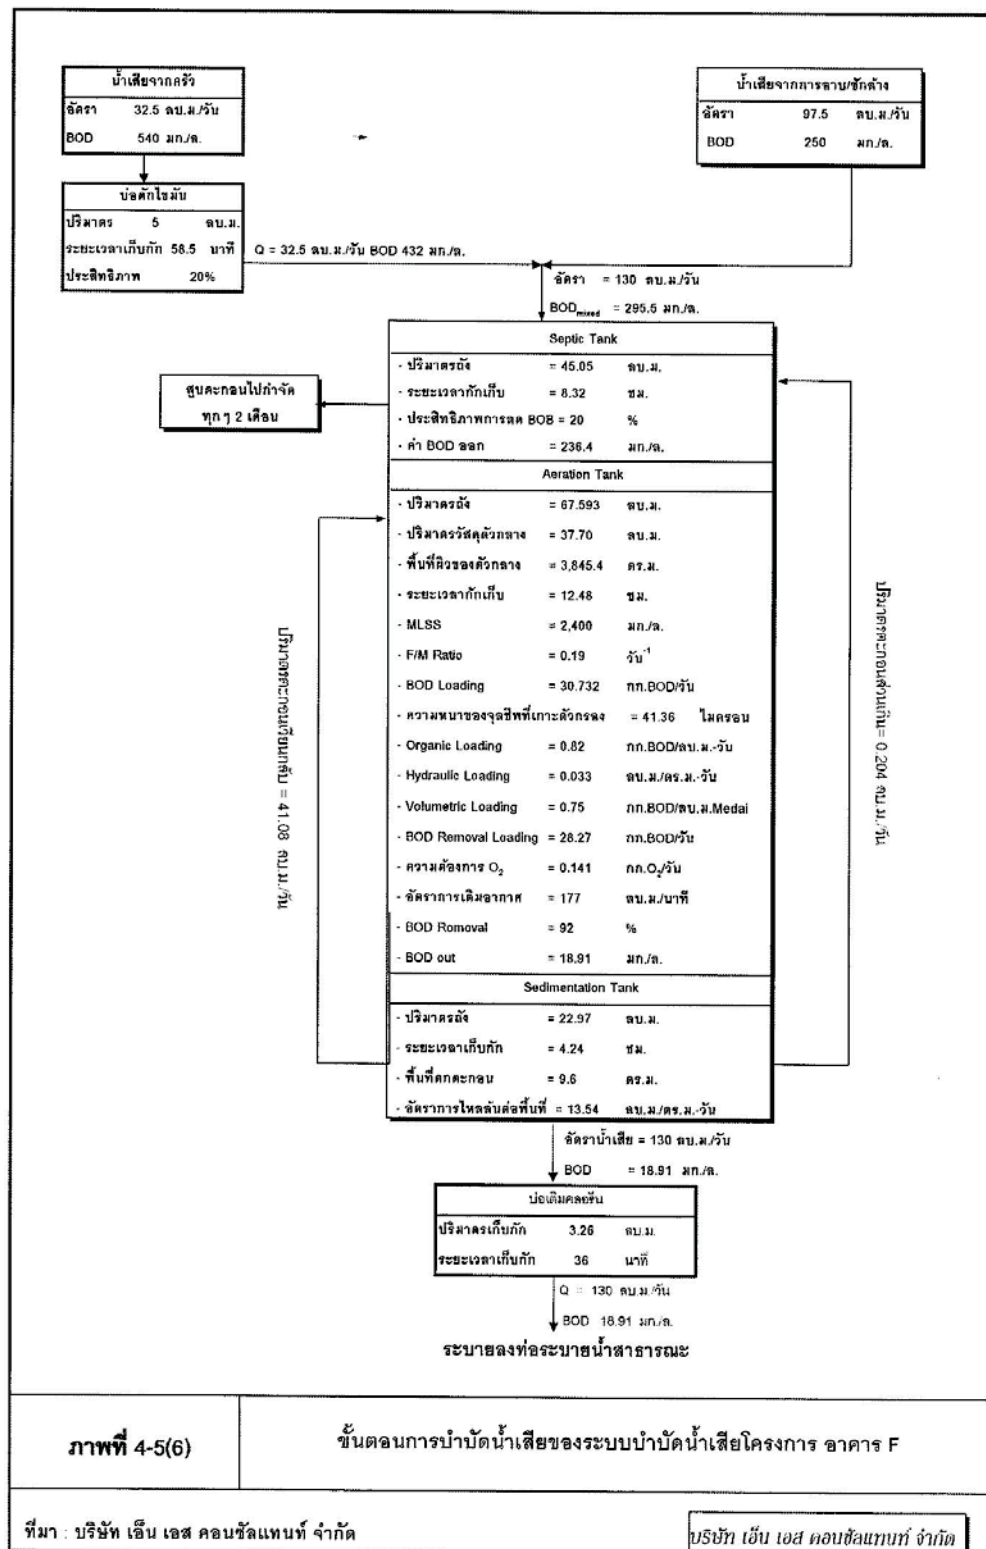 น้ำเสียจากครัว
อัตรา 32.5 ลบ.ม./วัน
BOD 540 มก./ล.
น้ำเสียจากการอาบ/ซักล้าง
อัตรา 97.5 ลบ.ม./วัน
BOD 250 มก./ล.
บ่อดักไขมัน
ปริมาตร 5 ลบ.ม.
ระยะเวลาเก็บกัก 58.5 นาที
ประสิทธิภาพ 20%
Q = 32.5 ลบ.ม./วัน BOD 432 มก./ล.
อัตรา = 130 ลบ.ม./วัน
BODmixed = 295.5 มก./ล.
Septic Tank
- ปริมาตรถัง = 45.05 ลบ.ม.
- ระยะเวลากักเก็บ = 8.32 ชม.
- ประสิทธิภาพการลด BOB = 20 %
- ค่า BOD ออก = 236.4 มก./ล.
สูบตะกอนไปกำจัด
ทุกๆ 2 เดือน
Aeration Tank
- ปริมาตรถัง = 67.593 ลบ.ม.
- ปริมาตรวัสดุตัวกลาง = 37.70 ลบ.ม.
- พื้นที่ผิวของตัวกลาง = 3,845.4 ตร.ม.
- ระยะเวลากักเก็บ = 12.48 ชม.
- MLSS = 2,400 มก./ล.
- F/M Ratio = 0.19 วัน⁻¹
- BOD Loading = 30.732 กก.BOD/วัน
- ความหนาของจุลชีพที่เกาะตัวกรอง = 41.36 ไมครอน
- Organic Loading = 0.82 กก.BOD/ลบ.ม.-วัน
- Hydraulic Loading = 0.033 ลบ.ม./ตร.ม.-วัน
- Volumetric Loading = 0.75 กก.BOD/ลบ.ม.Medai
- BOD Removal Loading = 28.27 กก.BOD/วัน
- ความต้องการ O₂ = 0.141 กก.O₂/วัน
- อัตราการเติมอากาศ = 177 ลบ.ม./นาที
- BOD Romoval = 92 %
- BOD out = 18.91 มก./ล.
ปริมาตรตะกอนเวียนกลับ = 41.08 ลบ.ม./วัน
ปริมาตรตะกอนส่วนเกิน = 0.204 ลบ.ม./วัน
Sedimentation Tank
- ปริมาตรถัง = 22.97 ลบ.ม.
- ระยะเวลาเก็บกัก = 4.24 ชม.
- พื้นที่ตกตะกอน = 9.6 ตร.ม.
- อัตราการไหลล้นต่อพื้นที่ = 13.54 ลบ.ม./ตร.ม.-วัน
อัตราน้ำเสีย = 130 ลบ.ม./วัน
BOD = 18.91 มก./ล.
บ่อเติมคลอรีน
ปริมาตรเก็บกัก 3.26 ลบ.ม.
ระยะเวลาเก็บกัก 36 นาที
Q = 130 ลบ.ม./วัน
BOD 18.91 มก./ล.
ระบายลงท่อระบายน้ำสาธารณะ
ภาพที่ 4-5(6)
ขั้นตอนการบำบัดน้ำเสียของระบบบำบัดน้ำเสียโครงการ อาคาร F
ที่มา : บริษัท เอ็น เอส คอนซัลแทนท์ จำกัด
บริษัท เอ็น เอส คอนซัลแทนท์ จำกัด